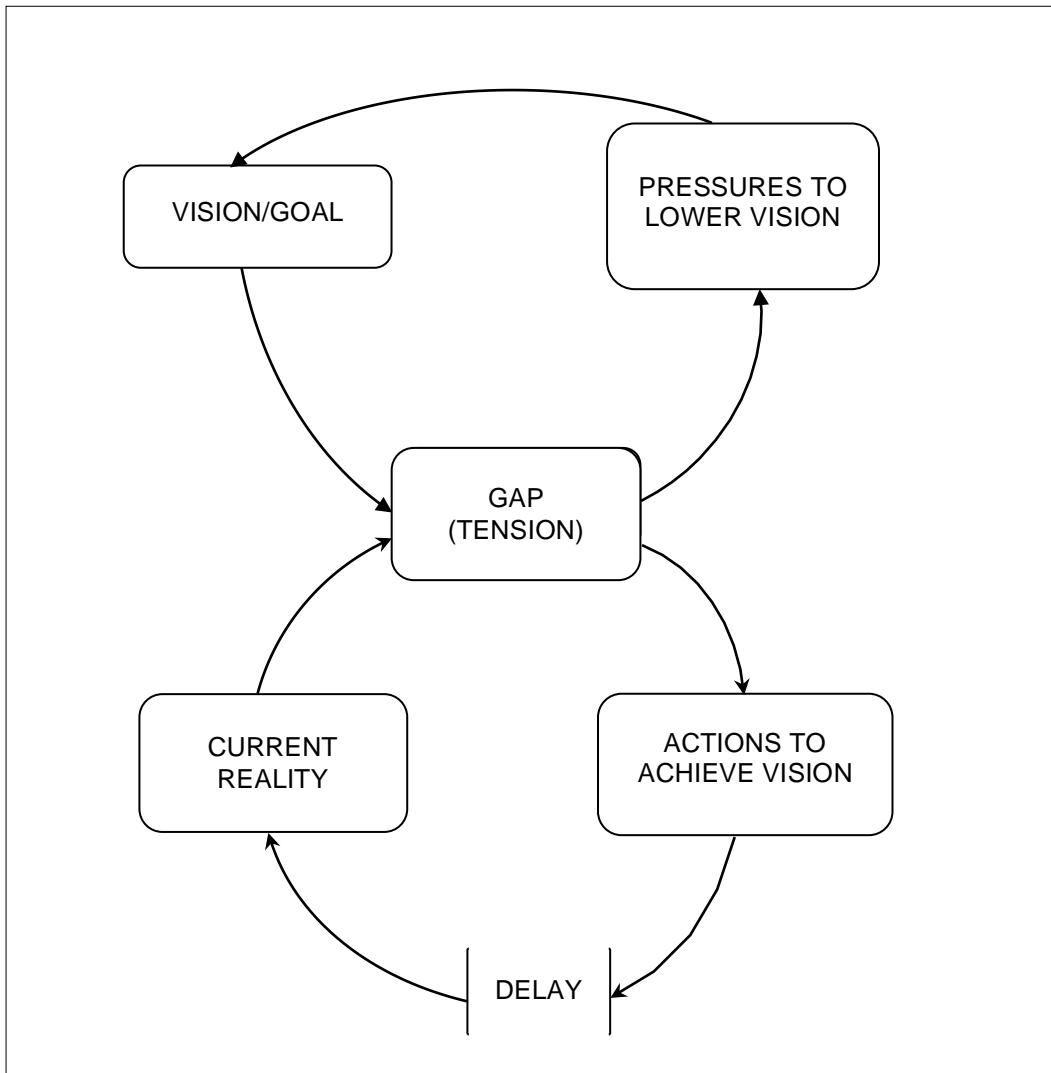 VISION/GOAL
PRESSURES TO
LOWER VISION
GAP
(TENSION)
CURRENT
REALITY
ACTIONS TO
ACHIEVE VISION
DELAY